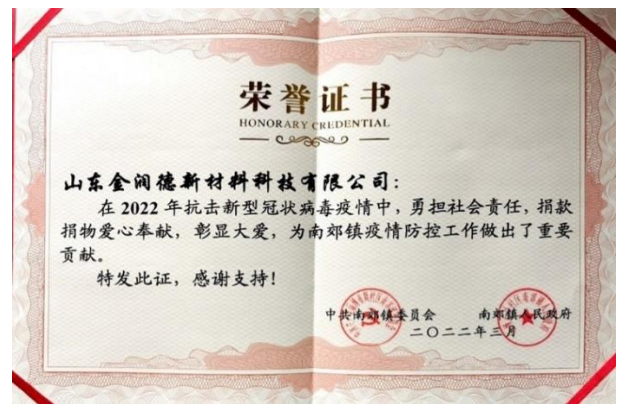 荣誉证书
HONORARY CREDENTIAL
山东金润德新材料科技有限公司：
在 2022 年抗击新型冠状病毒疫情中，勇担社会责任，捐款
捐物爱心奉献，彰显大爱，为南郊镇疫情防控工作做出了重要
贡献。
特发此证，感谢支持！
中共南郊镇委员会 南郊镇人民政府
二〇二二年三月